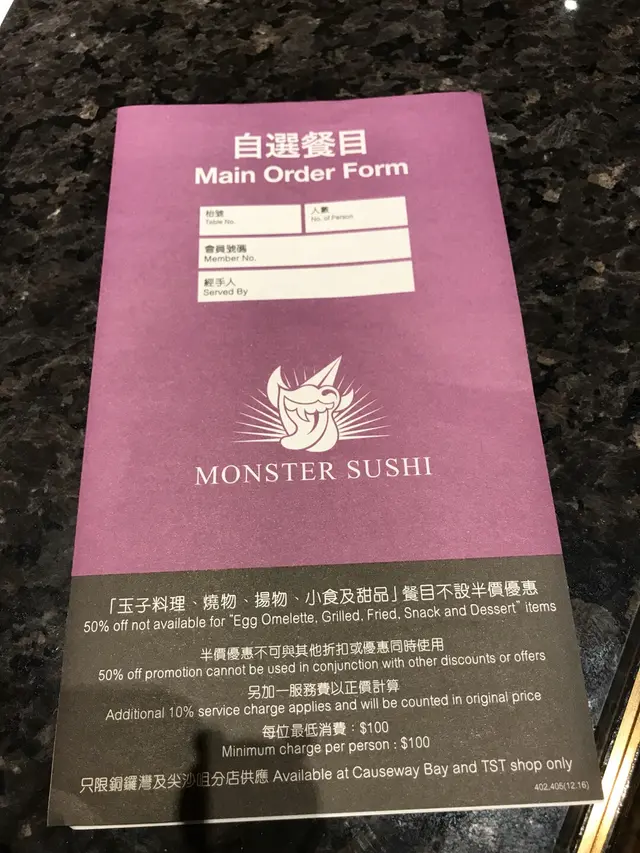 自選餐目
Main Order Form
枱號
Table No.
人數
No. of Person
會員號碼
Member No.
經手人
Served By
MONSTER SUSHI
「玉子料理、燒物、揚物、小食及甜品」餐目不設半價優惠
50% off not available for "Egg Omelette, Grilled, Fried, Snack and Dessert" items
半價優惠不可與其他折扣或優惠同時使用
50% off promotion cannot be used in conjunction with other discounts or offers
另加一服務費以正價計算
Additional 10% service charge applies and will be counted in original price
每位最低消費：$100
Minimum charge per person : $100
只限銅鑼灣及尖沙咀分店供應 Available at Causeway Bay and TST shop only
402,405(12.16)